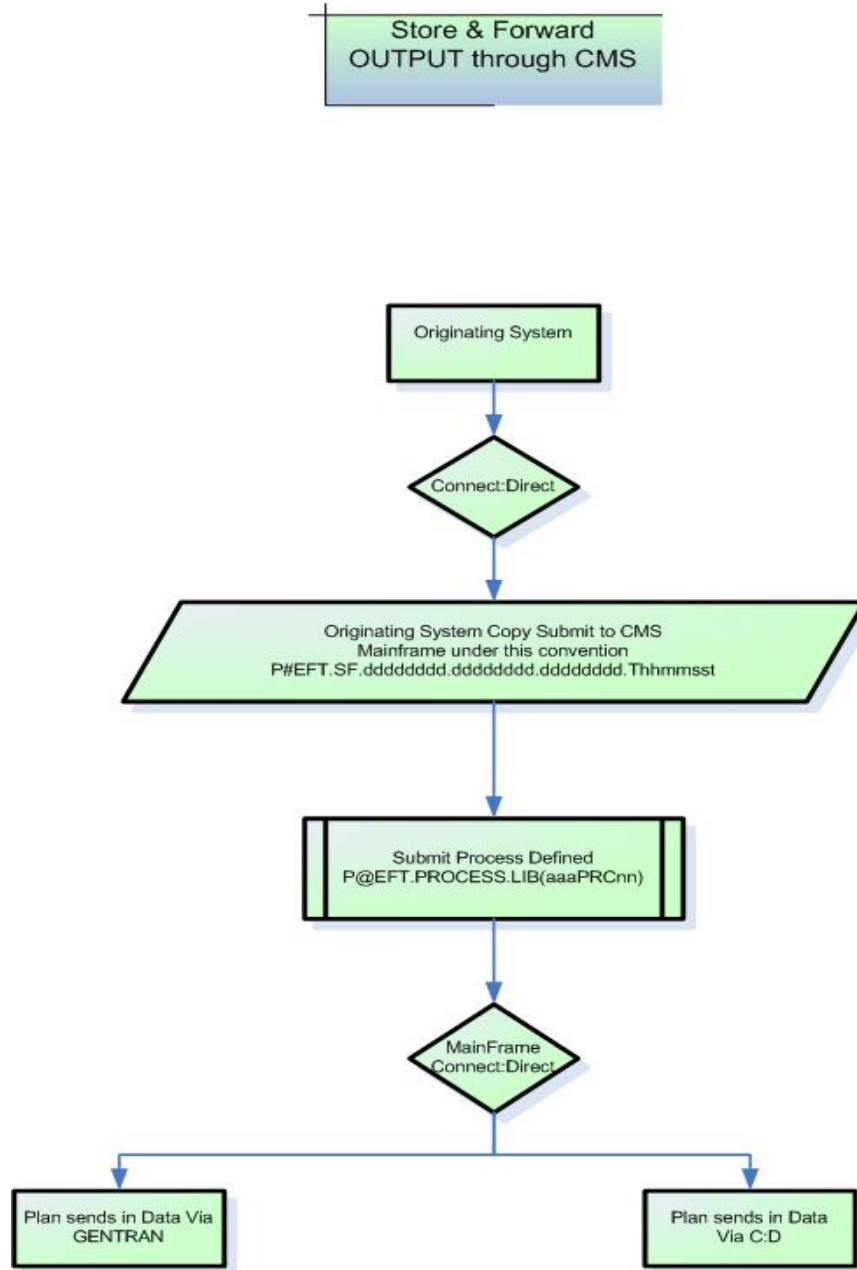 Store & Forward
OUTPUT through CMS
Originating System
Connect:Direct
Originating System Copy Submit to CMS
Mainframe under this convention
P#EFT.SF.dddddddd.dddddddd.dddddddd.Thhmmsst
Submit Process Defined
P@EFT.PROCESS.LIB(aaaPRCnn)
MainFrame
Connect:Direct
Plan sends in Data Via
GENTRAN
Plan sends in Data
Via C:D